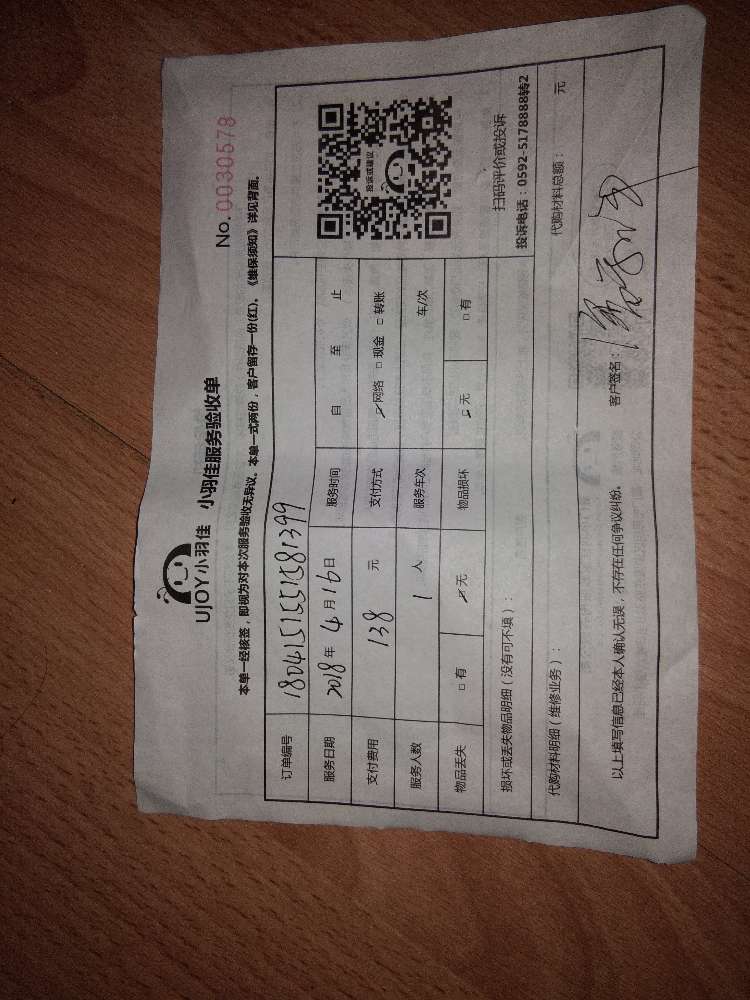 UJOY小羽佳 小羽佳服务验收单
No. 0030578
本单一经核签，即视为对本次服务验收无异议。本单一式两份，客户留存一份(红)。《维保须知》详见背面。
订单编号 1804151551581399
投诉或建议
服务日期 2018年4月16日 服务时间 自 至 止
支付费用 138 元 支付方式 ☑网络 □现金 □转账
服务人数 1 人 服务车次 车/次
物品丢失 □有 ☑无 物品损坏 ☑无 □有
扫码评价或投诉
投诉电话：0592-5178888转2
损坏或丢失物品明细（没有可不填）：
代购材料明细（维修业务）： 代购材料总额： 元
以上填写信息已经本人确认无误，不存在任何争议纠纷。 客户签名：